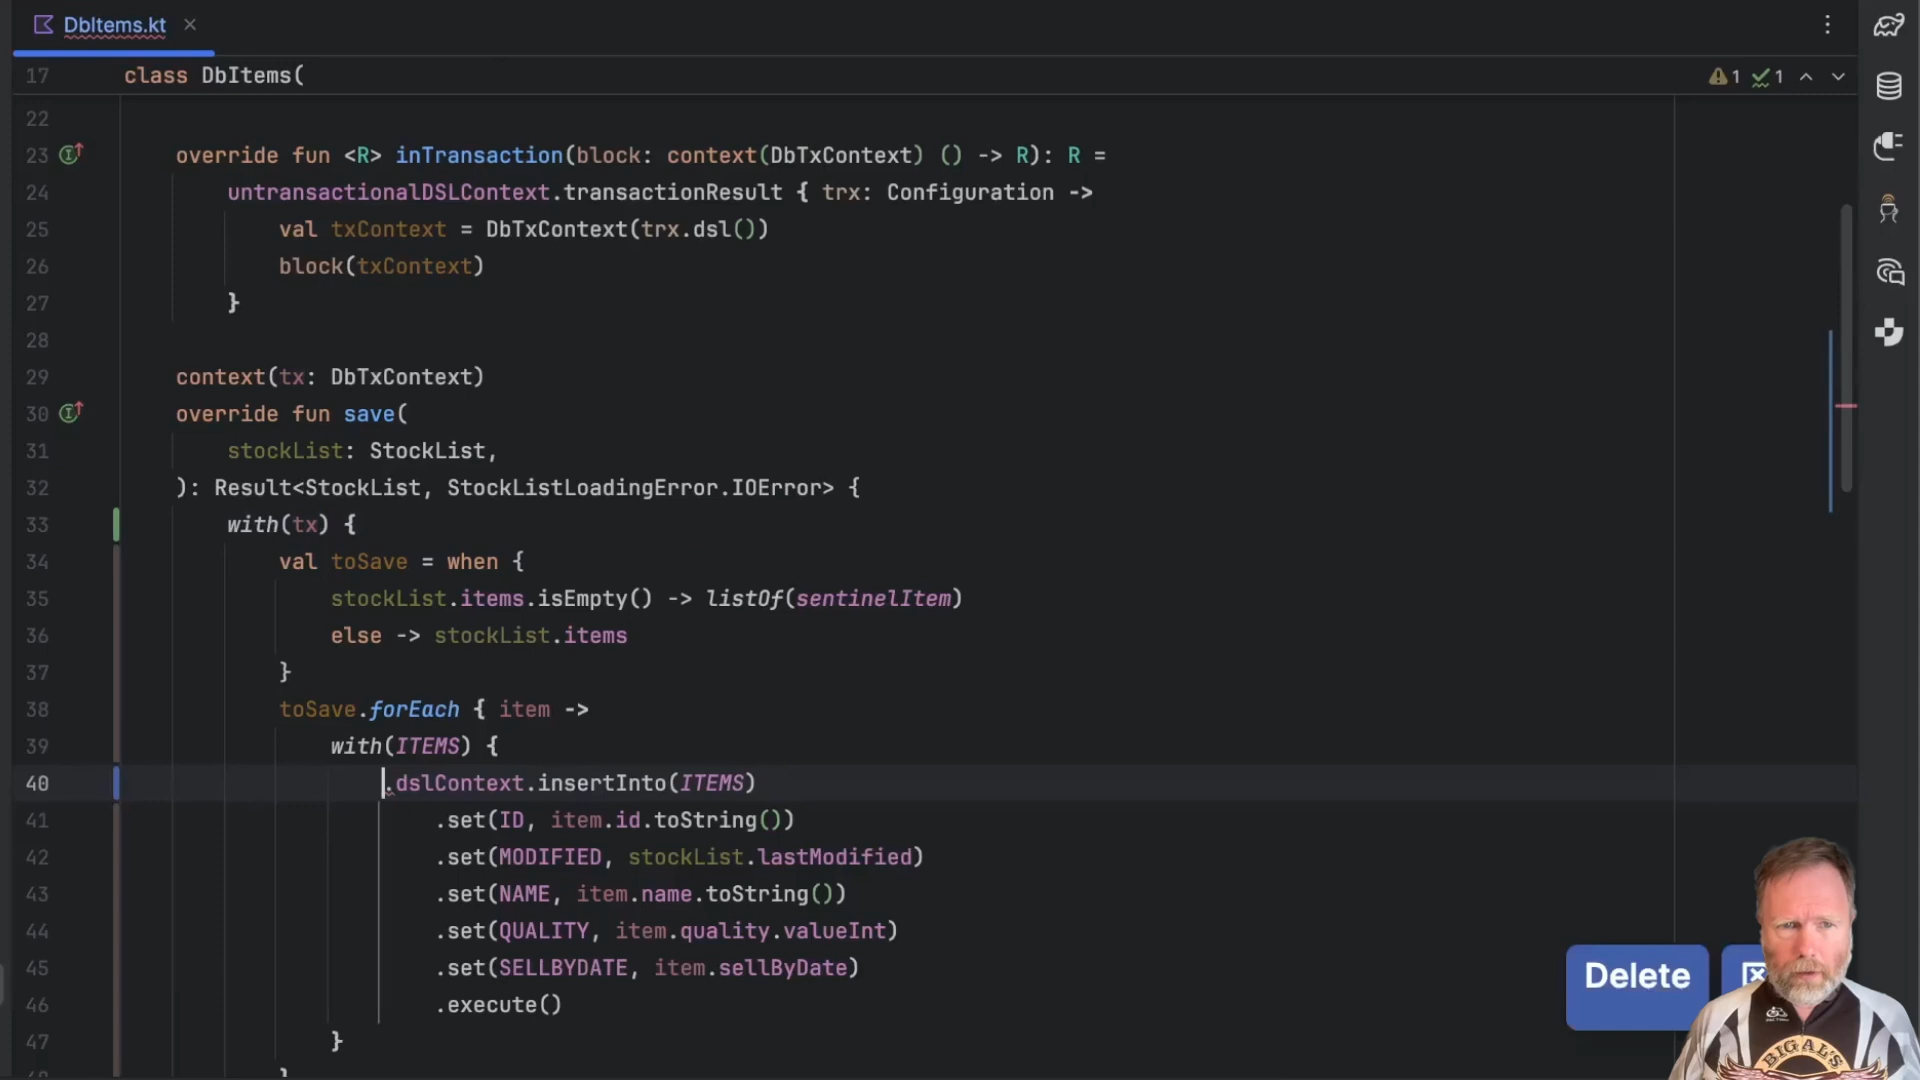 DbItems.kt
17 class DbItems(
1 1
22
23 override fun <R> inTransaction(block: context(DbTxContext) () -> R): R =
24 untransactionalDSLContext.transactionResult { trx: Configuration ->
25 val txContext = DbTxContext(trx.dsl())
26 block(txContext)
27 }
28
29 context(tx: DbTxContext)
30 override fun save(
31 stockList: StockList,
32 ): Result<StockList, StockListLoadingError.IOError> {
33 with(tx) {
34 val toSave = when {
35 stockList.items.isEmpty() -> listOf(sentinelItem)
36 else -> stockList.items
37 }
38 toSave.forEach { item ->
39 with(ITEMS) {
40 .dslContext.insertInto(ITEMS)
41 .set(ID, item.id.toString())
42 .set(MODIFIED, stockList.lastModified)
43 .set(NAME, item.name.toString())
44 .set(QUALITY, item.quality.valueInt)
45 .set(SELLBYDATE, item.sellByDate)
46 .execute()
47 }
Delete
BIG AL'S